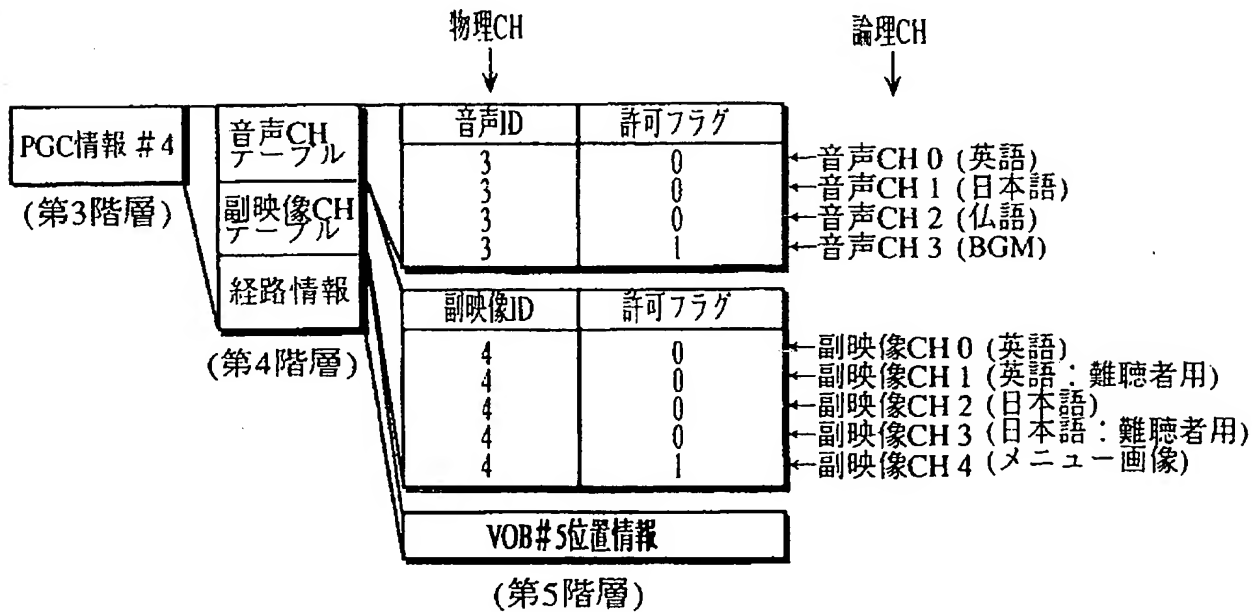 物理CH
論理CH
PGC情報 #4
(第3階層)
音声CH
テーブル
副映像CH
テーブル
経路情報
(第4階層)
音声ID 許可フラグ
3 0 ←音声CH 0 (英語)
3 0 ←音声CH 1 (日本語)
3 0 ←音声CH 2 (仏語)
3 1 ←音声CH 3 (BGM)
副映像ID 許可フラグ
4 0 ←副映像CH 0 (英語)
4 0 ←副映像CH 1 (英語：難聴者用)
4 0 ←副映像CH 2 (日本語)
4 0 ←副映像CH 3 (日本語：難聴者用)
4 1 ←副映像CH 4 (メニュー画像)
VOB#5位置情報
(第5階層)